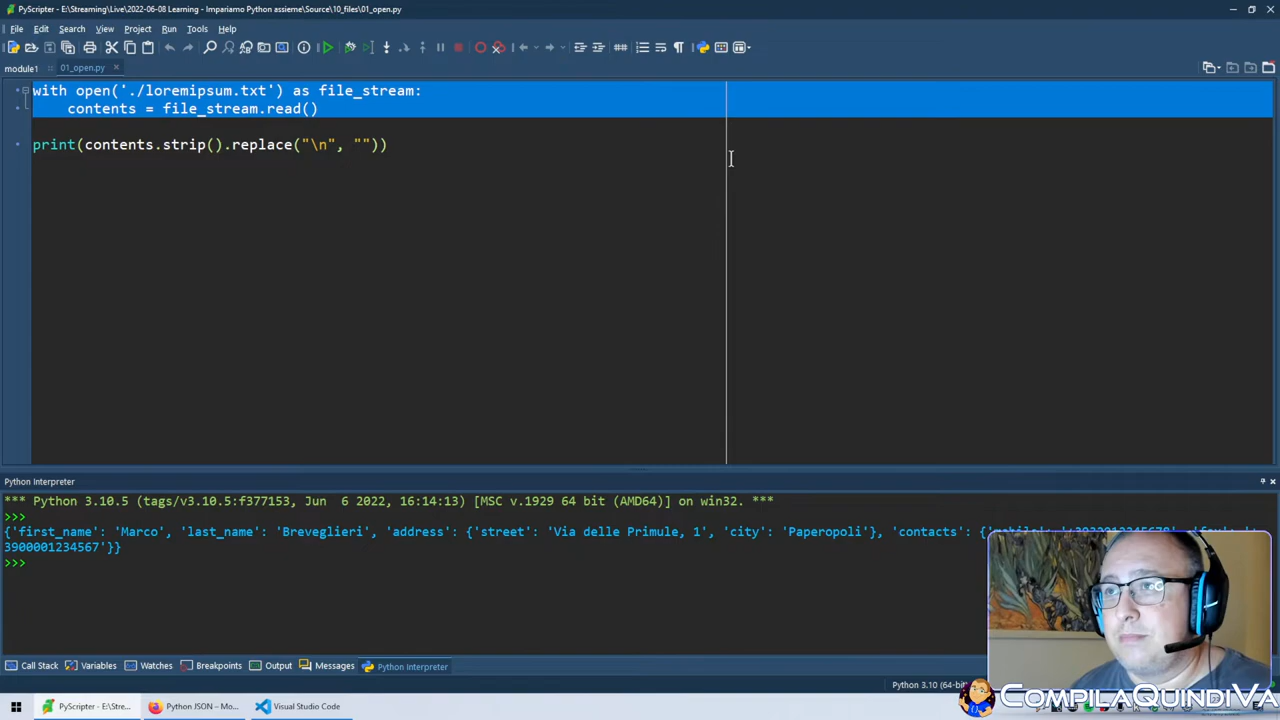 PyScripter - E:\Streaming\Live\2022-06-08 Learning - Impariamo Python assieme\Source\10_files\01_open.py
File Edit Search View Project Run Tools Help
module1 01_open.py
with open('./loremipsum.txt') as file_stream:
contents = file_stream.read()
print(contents.strip().replace("\n", ""))
Python Interpreter
*** Python 3.10.5 (tags/v3.10.5:f377153, Jun 6 2022, 16:14:13) [MSC v.1929 64 bit (AMD64)] on win32. ***
>>>
{'first_name': 'Marco', 'last_name': 'Breveglieri', 'address': {'street': 'Via delle Primule, 1', 'city': 'Paperopoli'}, 'contacts': {
3900001234567'}}
>>>
Call Stack Variables Watches Breakpoints Output Messages Python Interpreter
Python 3.10 (64-bit)
PyScripter - E:\Stre... Python JSON – Mo... Visual Studio Code
COMPILAQUINDIVA